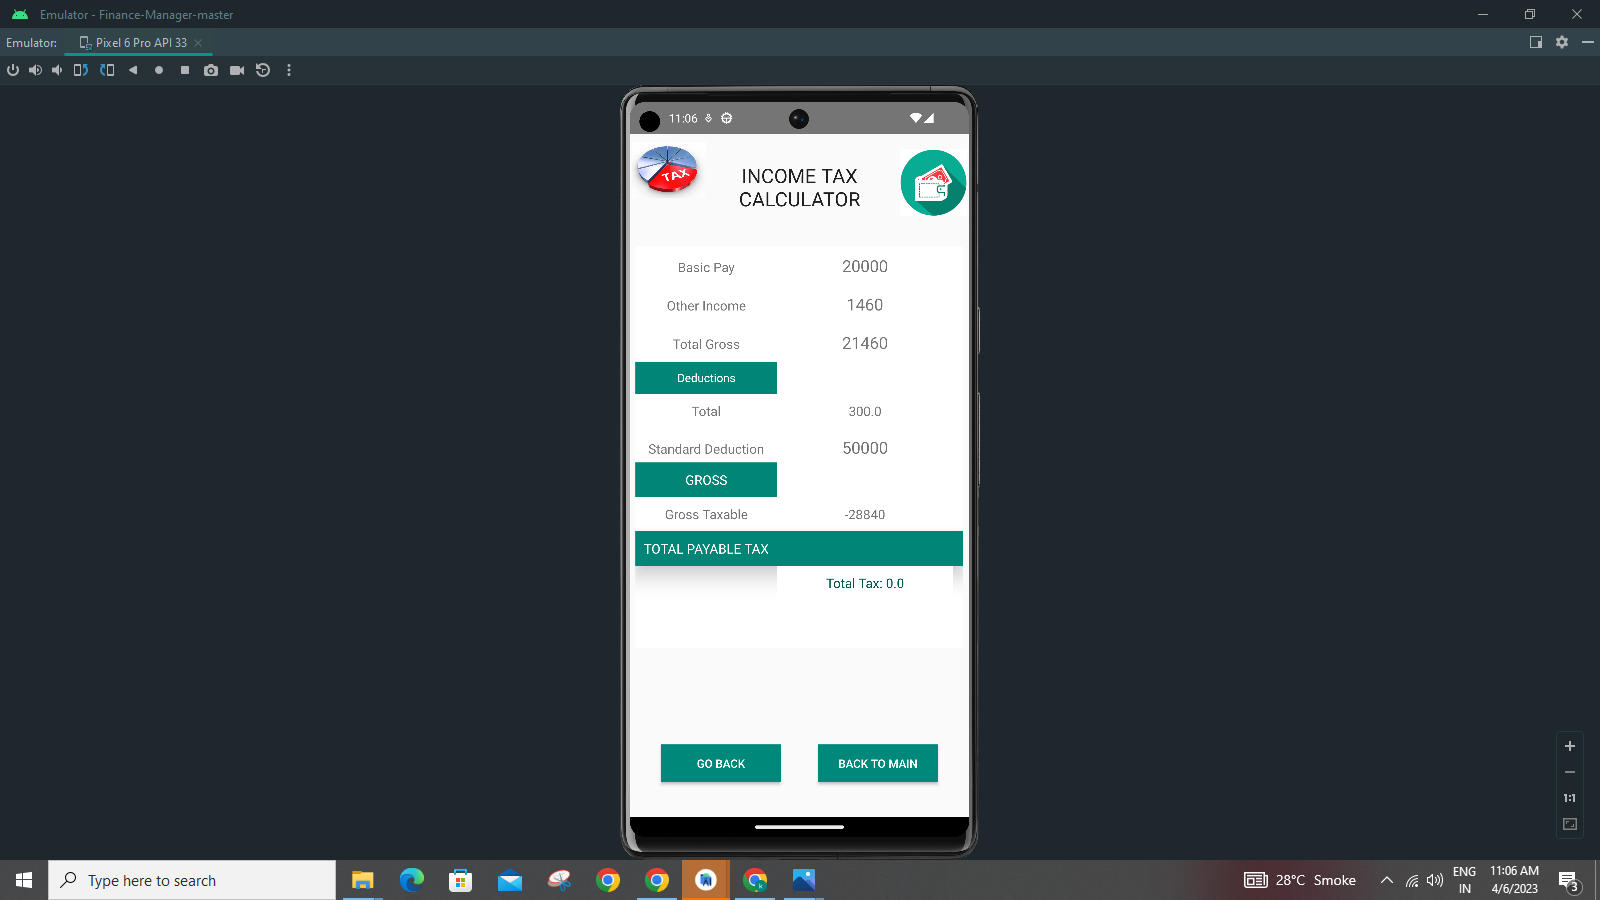 Emulator - Finance-Manager-master
Emulator: Pixel 6 Pro API 33
11:06
TAX
INCOME TAX
CALCULATOR
Basic Pay 20000
Other Income 1460
Total Gross 21460
Deductions
Total 300.0
Standard Deduction 50000
GROSS
Gross Taxable -28840
TOTAL PAYABLE TAX
Total Tax: 0.0
GO BACK BACK TO MAIN
1:1
Type here to search
28°C Smoke
ENG
IN
11:06 AM
4/6/2023
3